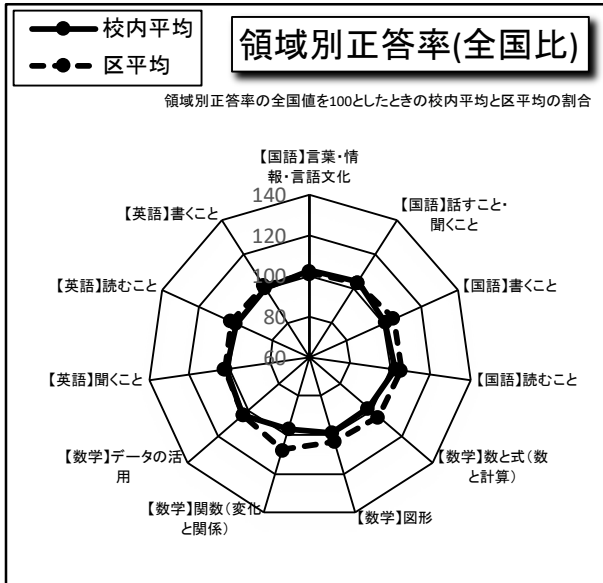 校内平均
区平均
領域別正答率(全国比)
領域別正答率の全国値を100としたときの校内平均と区平均の割合
【国語】言葉・情
報・言語文化
【国語】話すこと・
聞くこと
【国語】書くこと
【国語】読むこと
【数学】数と式(数
と計算)
【数学】図形
【数学】関数(変化
と関係)
【数学】データの活
用
【英語】聞くこと
【英語】読むこと
【英語】書くこと
140
120
100
80
60